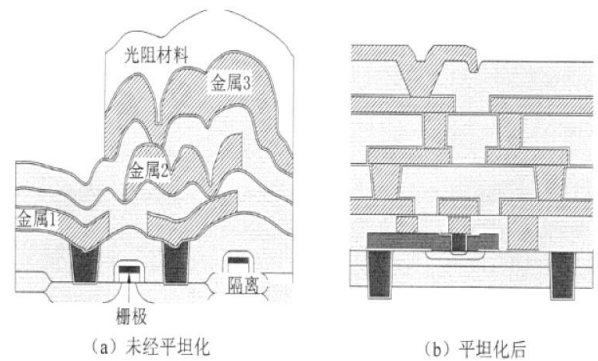 光阻材料
金属3
金属2
金属1
隔离
栅极
(a) 未经平坦化
(b) 平坦化后